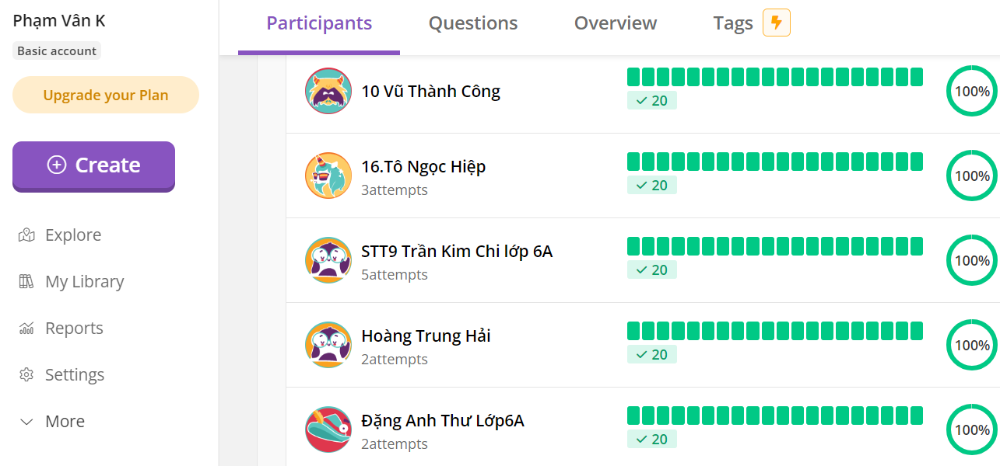 Phạm Vân K
Basic account
Upgrade your Plan
Create
Explore
My Library
Reports
Settings
More
Participants
Questions
Overview
Tags
10 Vũ Thành Công
20
100%
16.Tô Ngọc Hiệp
3attempts
20
100%
STT9 Trần Kim Chi lớp 6A
5attempts
20
100%
Hoàng Trung Hải
2attempts
20
100%
Đặng Anh Thư Lớp6A
2attempts
20
100%